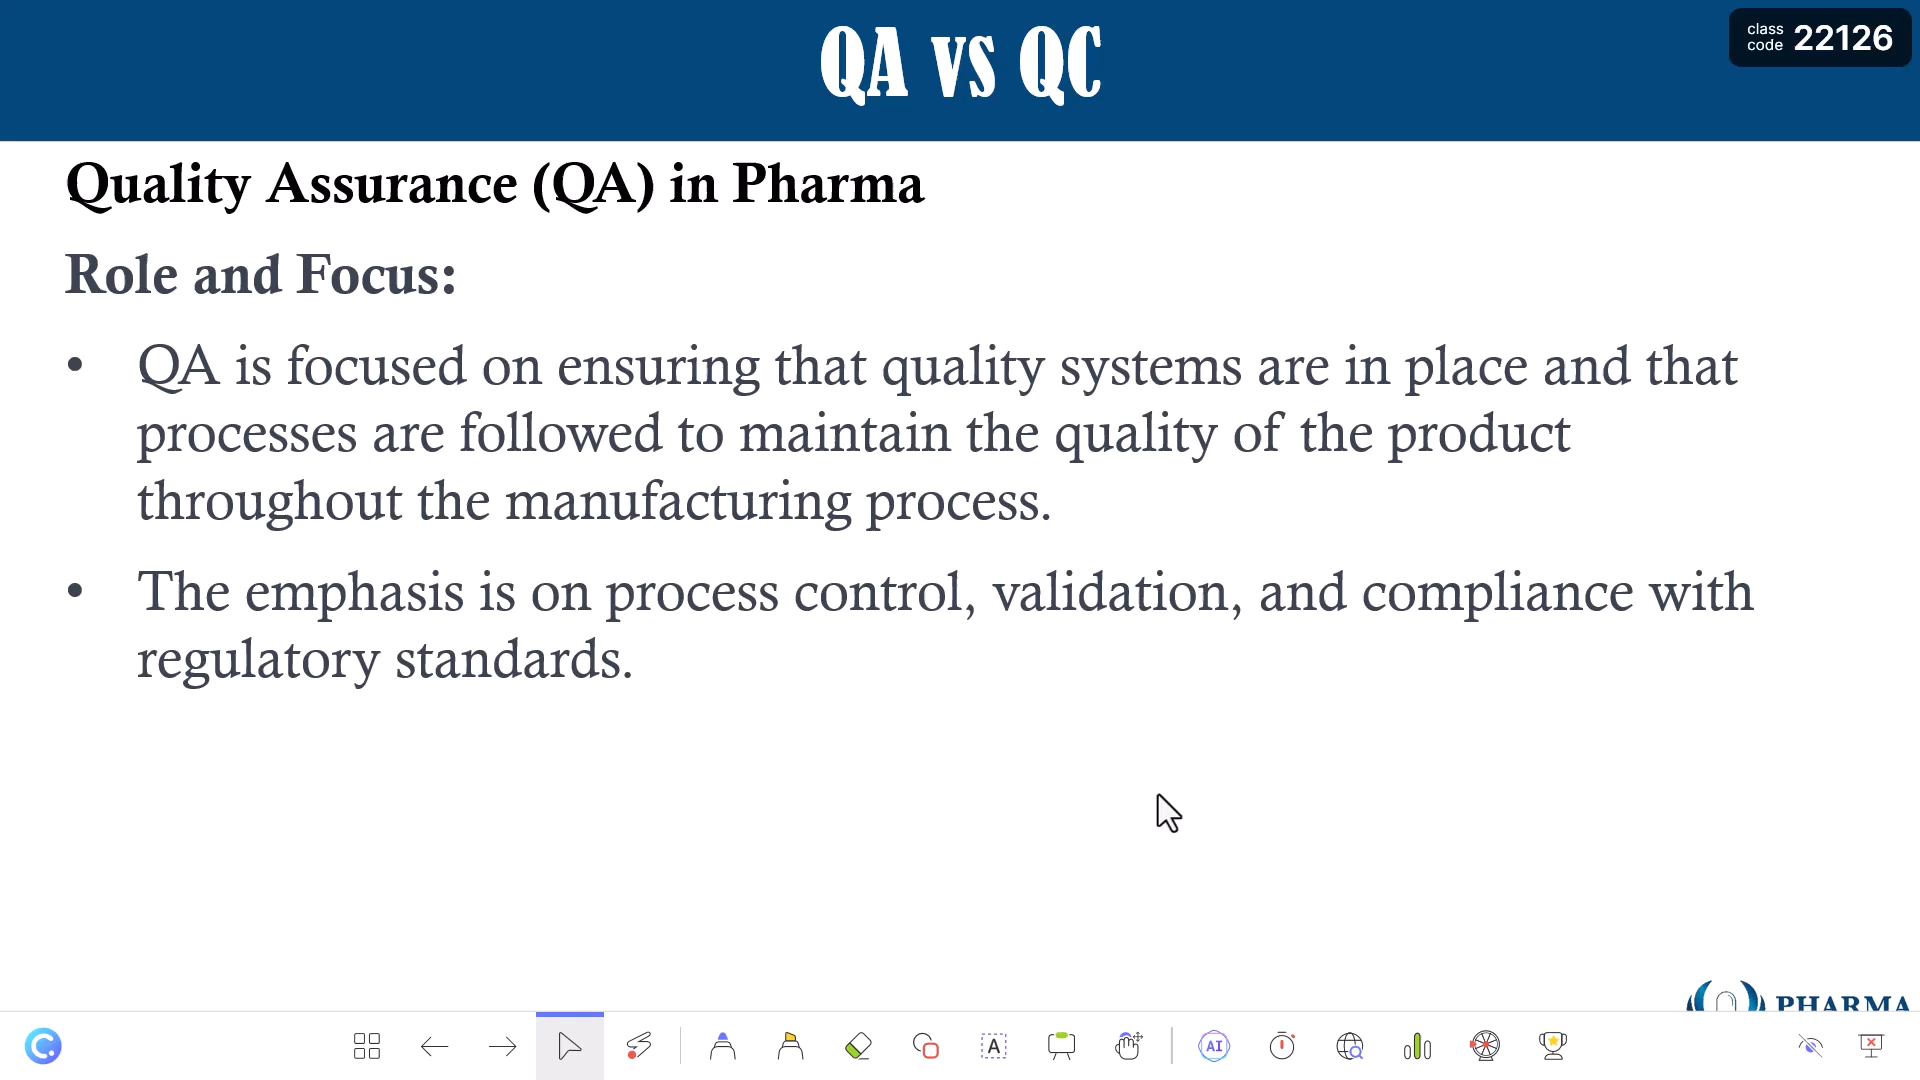 QA vs QC
class
code 22126
Quality Assurance (QA) in Pharma
Role and Focus:
• QA is focused on ensuring that quality systems are in place and that
processes are followed to maintain the quality of the product
throughout the manufacturing process.
• The emphasis is on process control, validation, and compliance with
regulatory standards.
PHARMA
A
AI